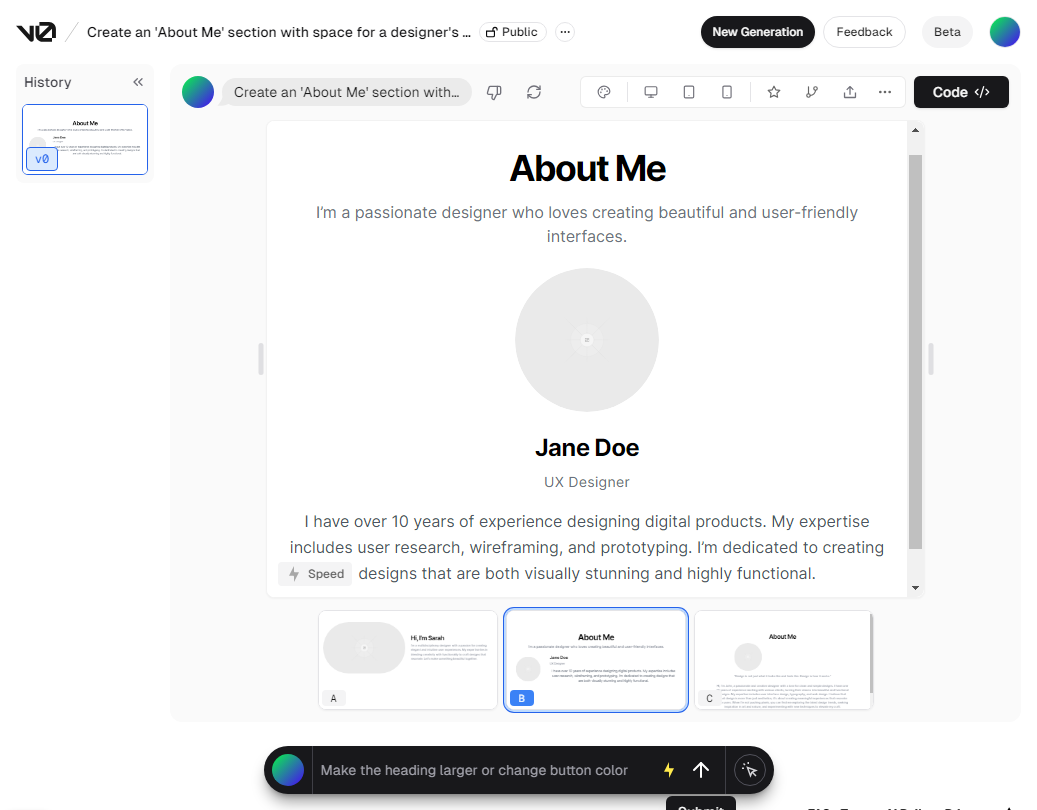 v0 / Create an 'About Me' section with space for a designer's ... Public
New Generation Feedback Beta
History
Create an 'About Me' section with...
Code </>
About Me
v0
About Me
I'm a passionate designer who loves creating beautiful and user-friendly
interfaces.
Jane Doe
UX Designer
I have over 10 years of experience designing digital products. My expertise
includes user research, wireframing, and prototyping. I'm dedicated to creating
designs that are both visually stunning and highly functional.
Speed
Hi, I'm Sarah
A
About Me
I'm a passionate designer who loves creating beautiful and user-friendly interfaces.
Jane Doe
UX Designer
I have over 10 years of experience designing digital products. My expertise includes
user research, wireframing, and prototyping. I'm dedicated to creating designs that
are both visually stunning and highly functional.
B
About Me
C
Make the heading larger or change button color
Submit